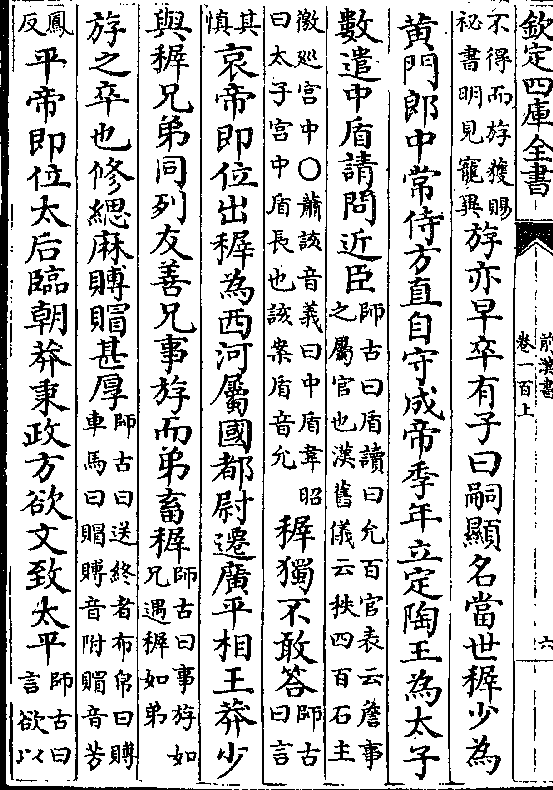 欽定四庫全書
前漢書
卷一百上
六
不得而斿獲賜
秘書明見寵異
斿亦早卒有子曰嗣顯名當世穉少為
黄門郎中常侍方直自守成帝季年立定陶王為太子
數遣中盾請問近臣
師古曰盾讀曰允百官表云詹事
之屬官也漢舊儀云秩四百石主
徼廵宫中〇蕭該音義曰中盾韋昭
曰太子宫中盾長也該案盾音允
穉獨不敢答
師古
曰言
其
慎
哀帝即位出穉為西河屬國都尉遷廣平相王莽少
與穉兄弟同列友善兄事斿而弟畜穉
師古曰事斿如
兄遇穉如弟
斿之卒也修緦麻賻賵甚厚
師古曰送終者布帛曰賻
車馬曰賵賻音附賵音芳
鳳
反
平帝即位太后臨朝莽秉政方欲文致太平
師古曰
言欲以